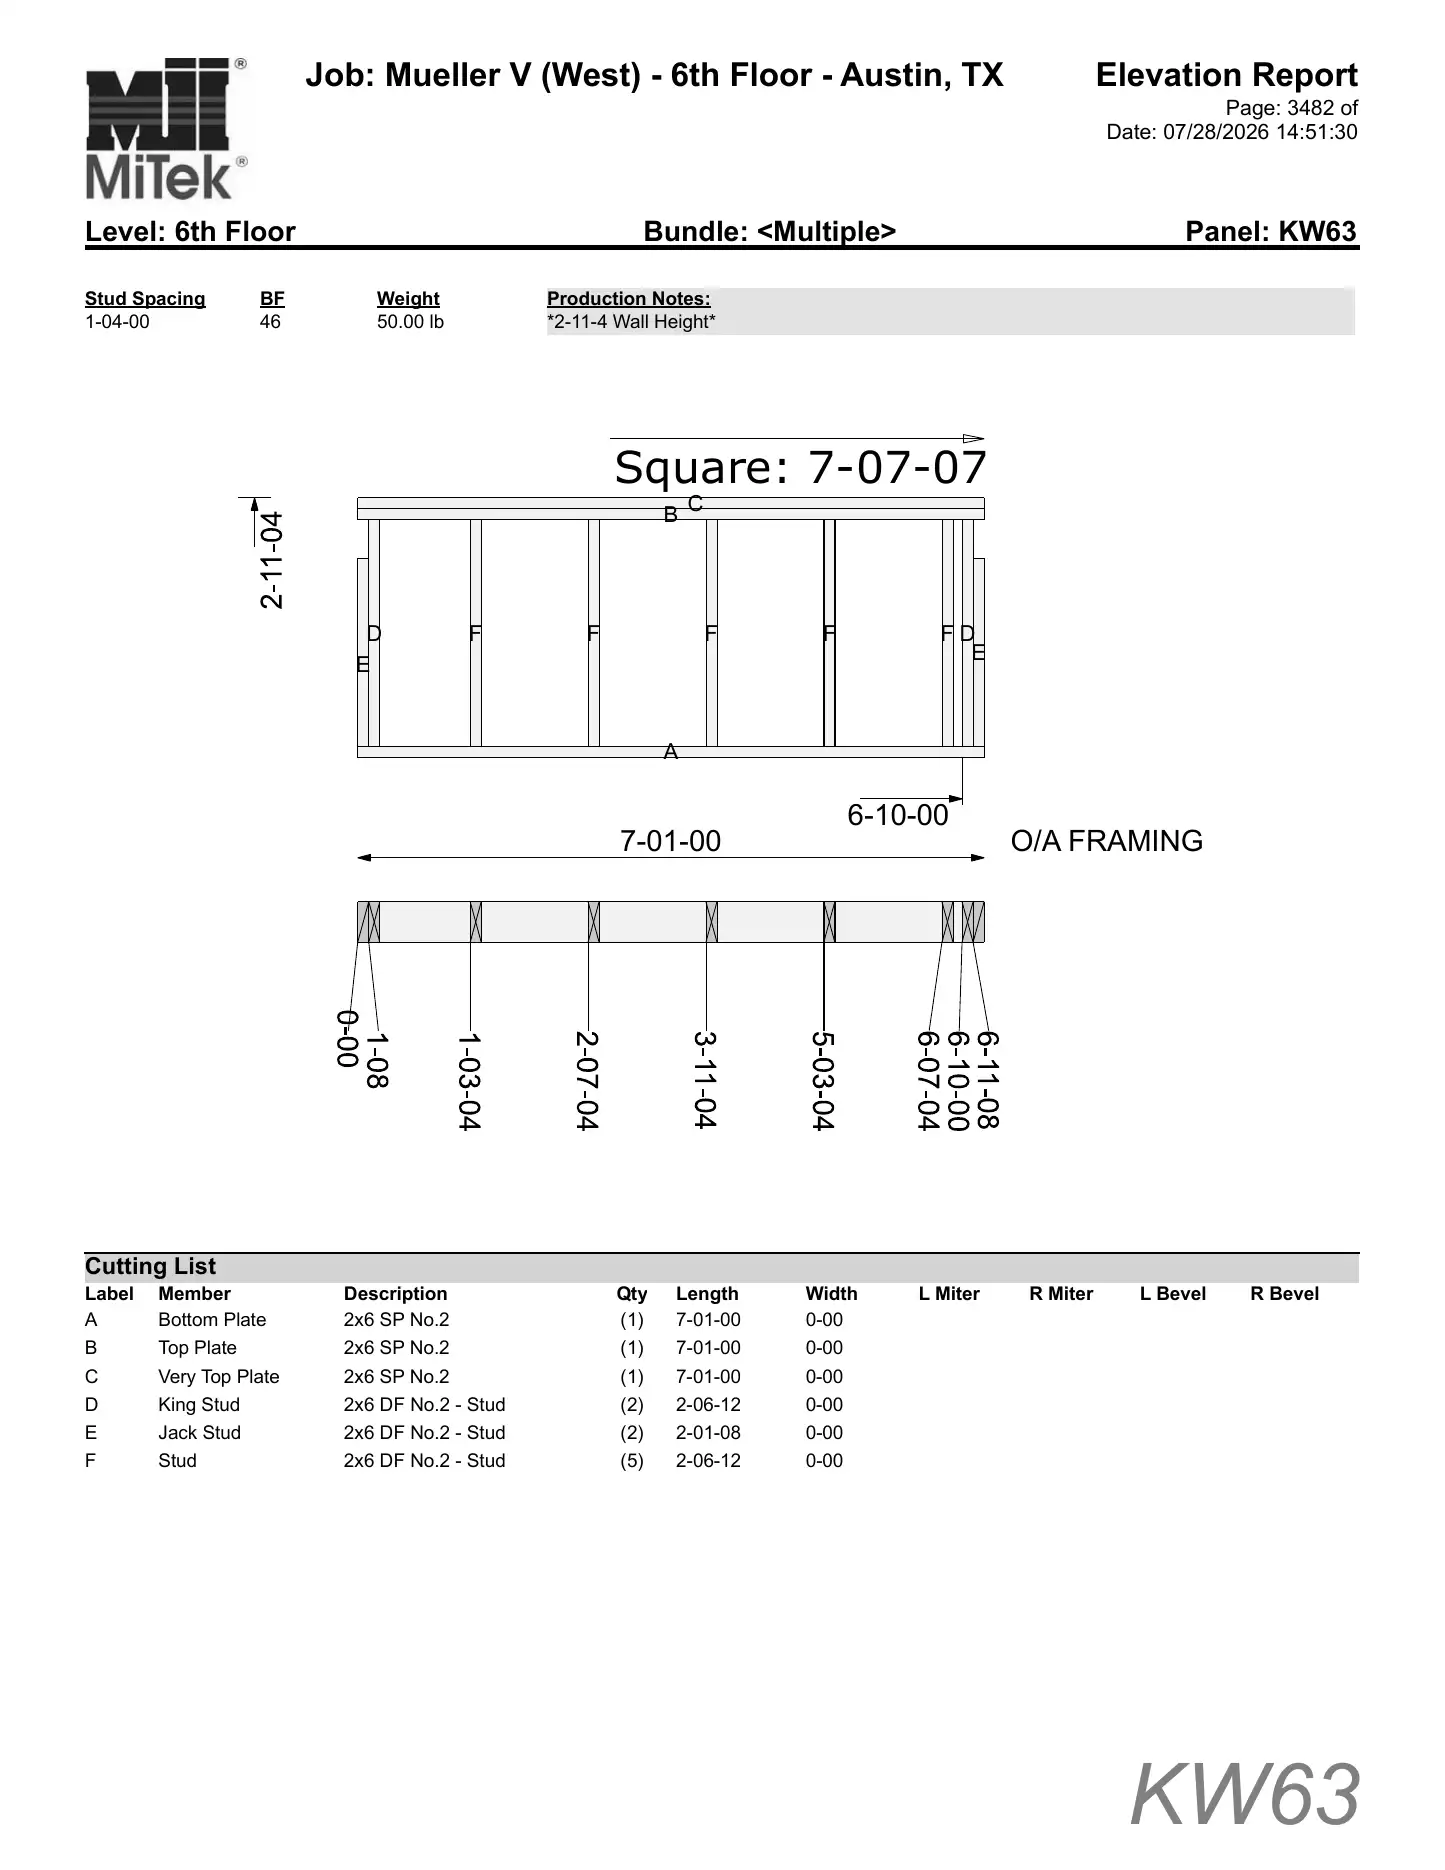 Job: Mueller V (West) - 6th Floor - Austin, TX
Elevation Report
Page: 3482 of
Date: 07/28/2026 14:51:30
MiTek®
Level: 6th Floor Bundle: <Multiple> Panel: KW63
Stud Spacing BF Weight Production Notes:
1-04-00 46 50.00 lb *2-11-4 Wall Height*
Square: 7-07-07
2-11-04
C
B
D F F F F F D
E E
A
6-10-00
7-01-00 O/A FRAMING
0-00 1-08 1-03-04 2-07-04 3-11-04 5-03-04 6-07-04 6-10-00 6-11-08
Cutting List
Label Member Description Qty Length Width L Miter R Miter L Bevel R Bevel
A Bottom Plate 2x6 SP No.2 (1) 7-01-00 0-00
B Top Plate 2x6 SP No.2 (1) 7-01-00 0-00
C Very Top Plate 2x6 SP No.2 (1) 7-01-00 0-00
D King Stud 2x6 DF No.2 - Stud (2) 2-06-12 0-00
E Jack Stud 2x6 DF No.2 - Stud (2) 2-01-08 0-00
F Stud 2x6 DF No.2 - Stud (5) 2-06-12 0-00
KW63